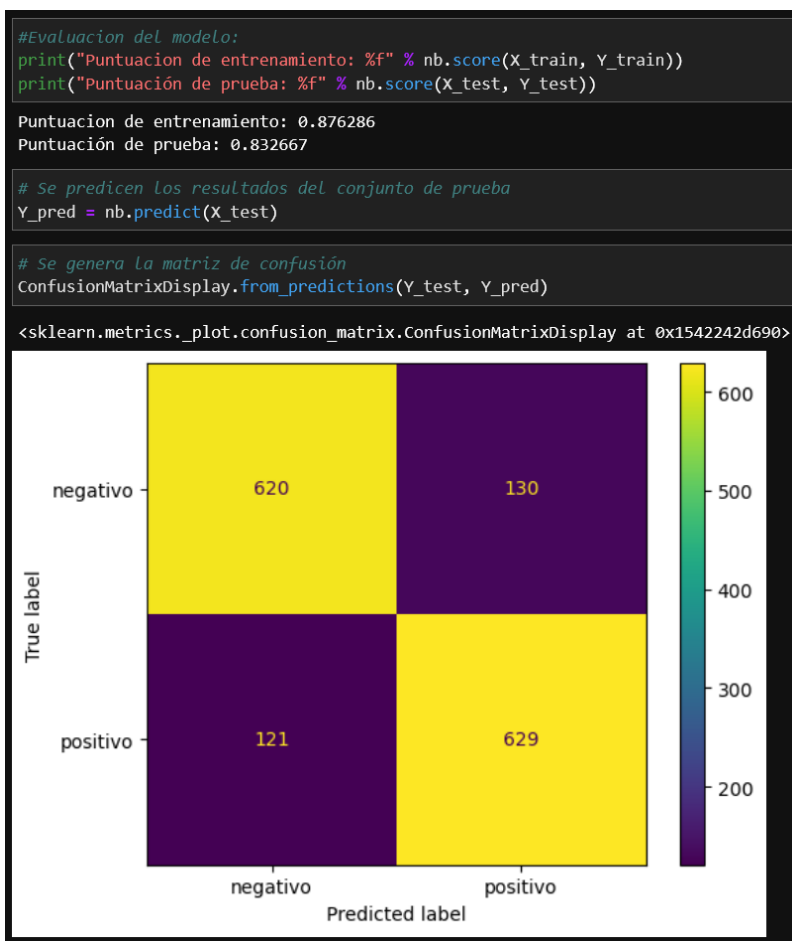 #Evaluacion del modelo:
print("Puntuacion de entrenamiento: %f" % nb.score(X_train, Y_train))
print("Puntuación de prueba: %f" % nb.score(X_test, Y_test))
Puntuacion de entrenamiento: 0.876286
Puntuación de prueba: 0.832667
# Se predicen los resultados del conjunto de prueba
Y_pred = nb.predict(X_test)
# Se genera la matriz de confusión
ConfusionMatrixDisplay.from_predictions(Y_test, Y_pred)
<sklearn.metrics._plot.confusion_matrix.ConfusionMatrixDisplay at 0x1542242d690>
600
negativo
620
130
500
400
True label
300
positivo
121
629
200
negativo
positivo
Predicted label